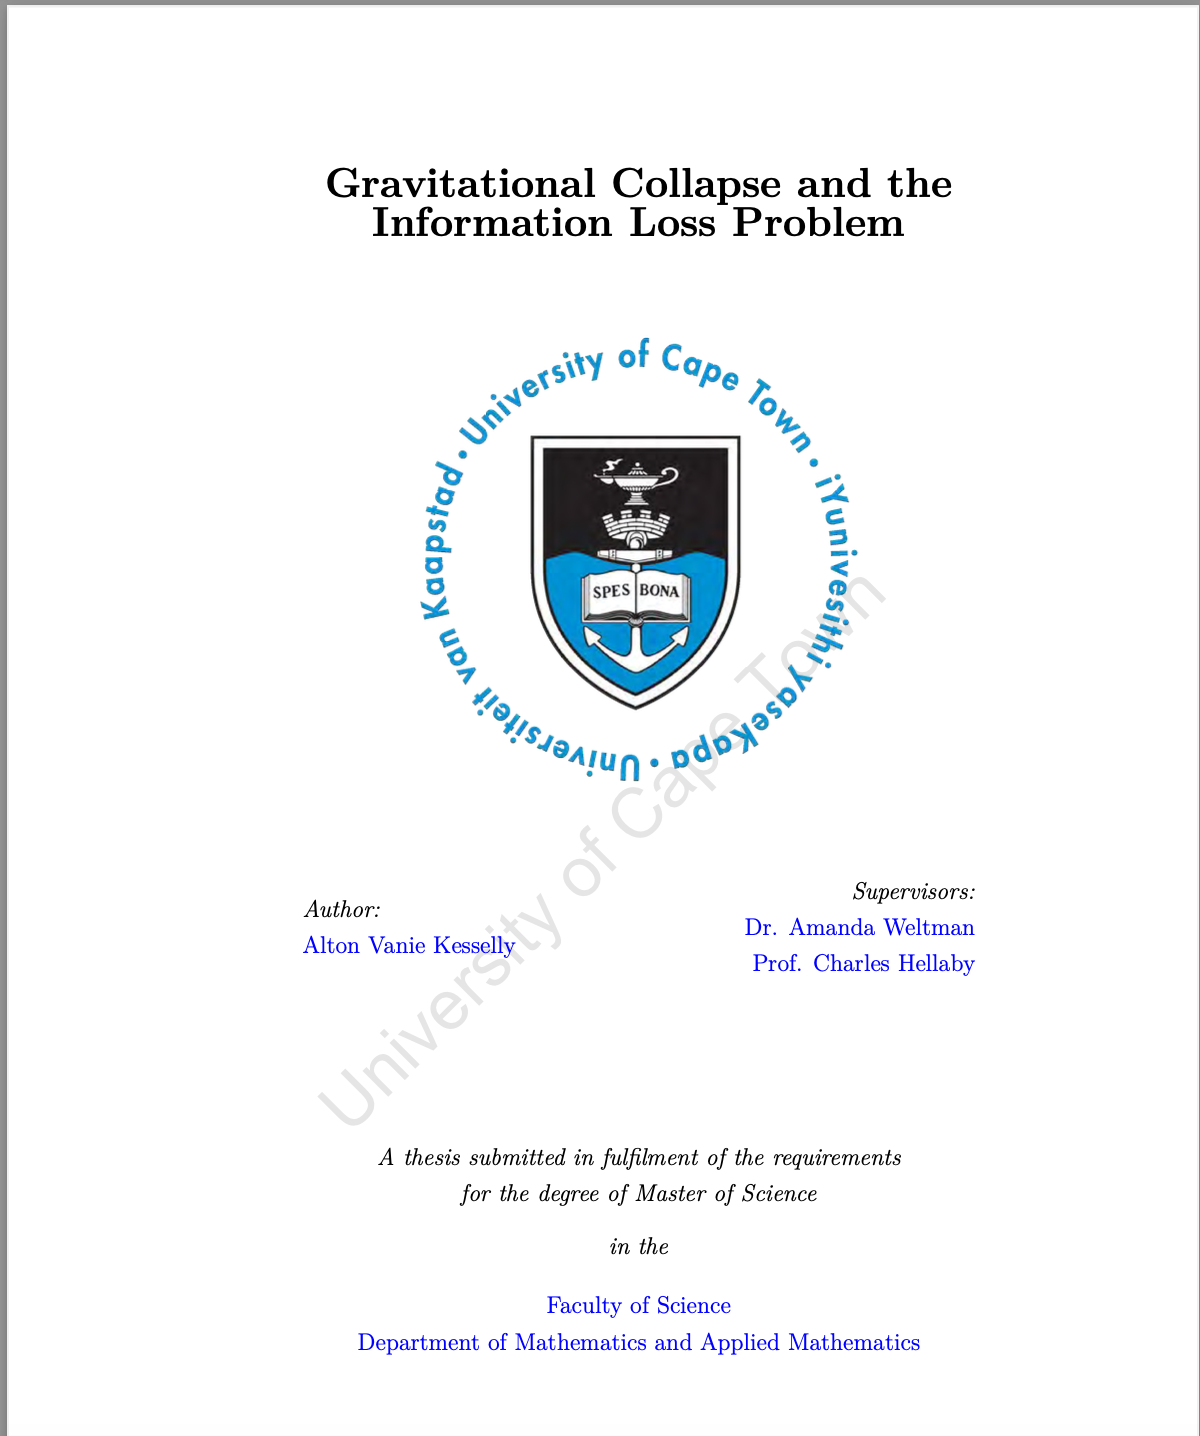 Gravitational Collapse and the
Information Loss Problem
University of Cape Town • iYunivesithi yaseKapa • Universiteit van Kaapstad •
SPES BONA
University of Cape Town
Author:
Alton Vanie Kesselly
Supervisors:
Dr. Amanda Weltman
Prof. Charles Hellaby
A thesis submitted in fulfilment of the requirements
for the degree of Master of Science
in the
Faculty of Science
Department of Mathematics and Applied Mathematics